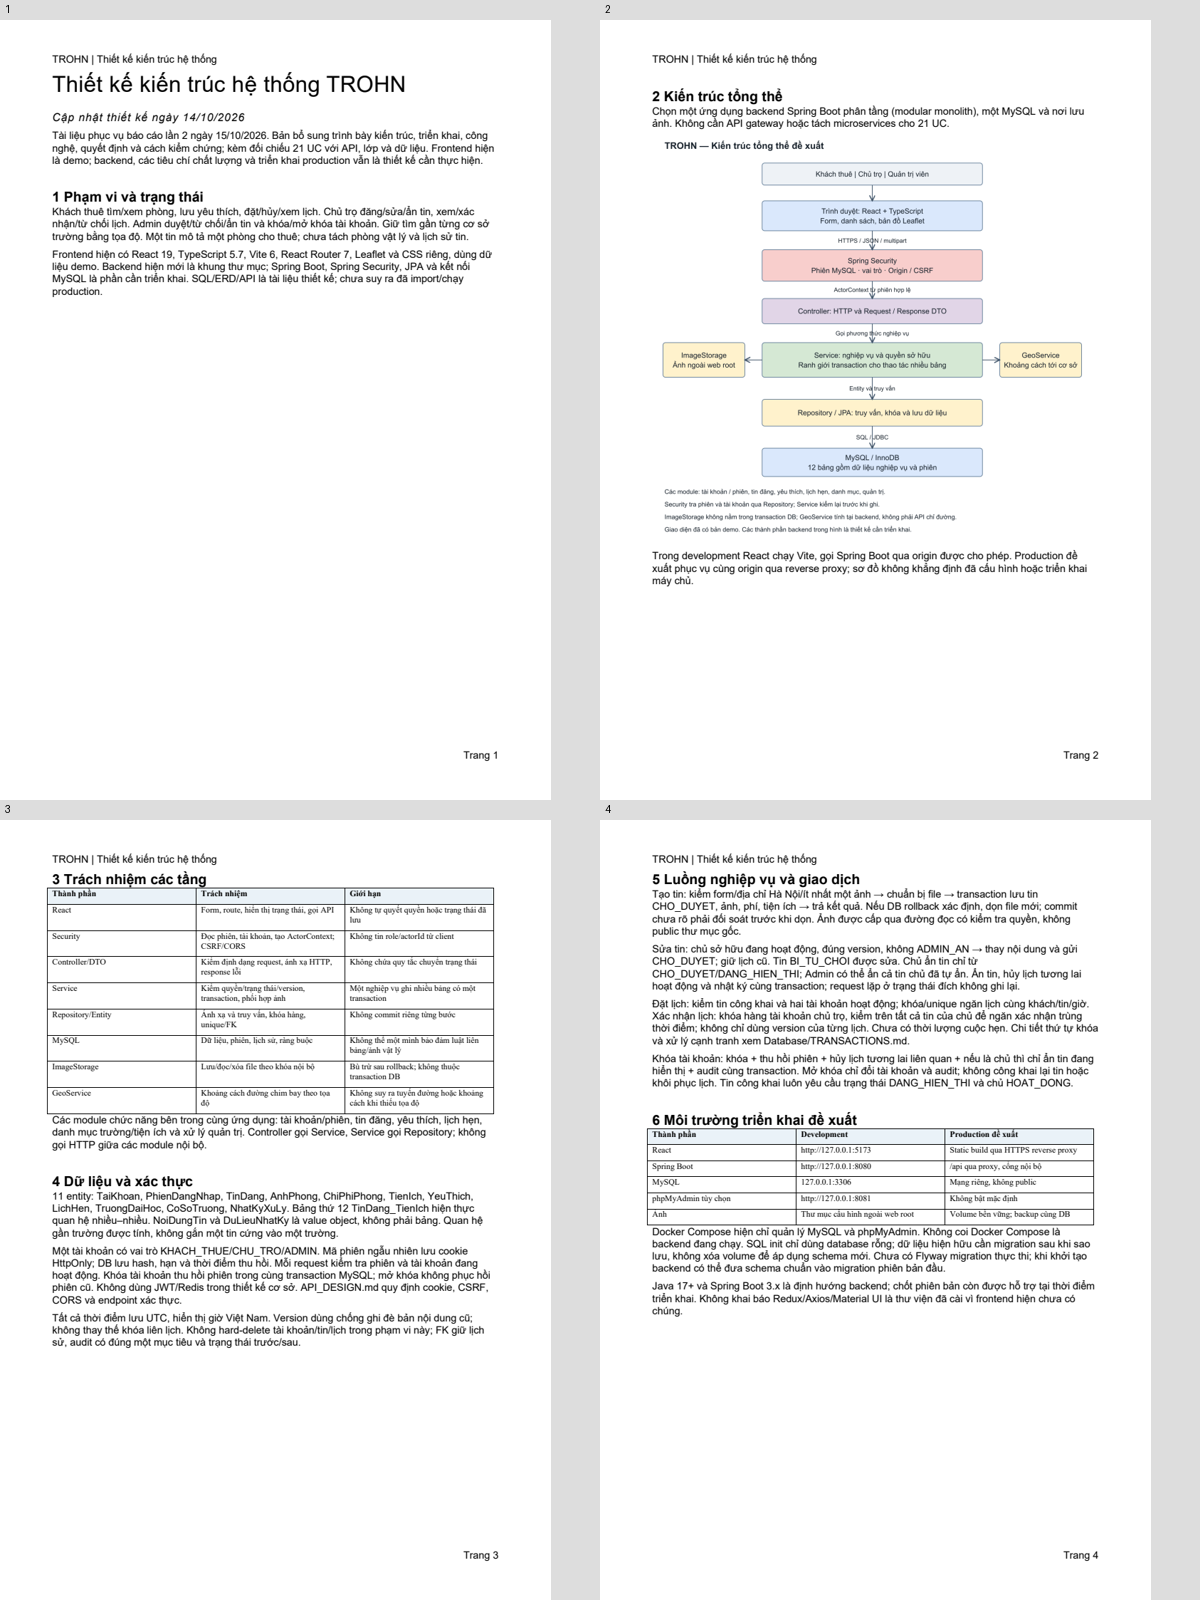 1
TROHN | Thiết kế kiến trúc hệ thống
Thiết kế kiến trúc hệ thống TROHN
Cập nhật thiết kế ngày 14/10/2026
Tài liệu phục vụ báo cáo lần 2 ngày 15/10/2026. Bản bổ sung trình bày kiến trúc, triển khai, công
nghệ, quyết định và cách kiểm chứng; kèm đối chiếu 21 UC với API, lớp và dữ liệu. Frontend hiện
là demo; backend, các tiêu chí chất lượng và triển khai production vẫn là thiết kế cần thực hiện.
1 Phạm vi và trạng thái
Khách thuê tìm/xem phòng, lưu yêu thích, đặt/hủy/xem lịch. Chủ trọ đăng/sửa/ẩn tin, xem/xác
nhận/từ chối lịch. Admin duyệt/từ chối/ẩn tin và khóa/mở khóa tài khoản. Giữ tìm gần từng cơ sở
trường bằng tọa độ. Một tin mô tả một phòng cho thuê; chưa tách phòng vật lý và lịch sử tin.
Frontend hiện có React 19, TypeScript 5.7, Vite 6, React Router 7, Leaflet và CSS riêng, dùng dữ
liệu demo. Backend hiện mới là khung thư mục; Spring Boot, Spring Security, JPA và kết nối
MySQL là phần cần triển khai. SQL/ERD/API là tài liệu thiết kế; chưa suy ra đã import/chạy
production.
Trang 1
2
TROHN | Thiết kế kiến trúc hệ thống
2 Kiến trúc tổng thể
Chọn một ứng dụng backend Spring Boot phân tầng (modular monolith), một MySQL và nơi lưu
ảnh. Không cần API gateway hoặc tách microservices cho 21 UC.
TROHN — Kiến trúc tổng thể đề xuất
Khách thuê | Chủ trọ | Quản trị viên
Trình duyệt: React + TypeScript
Form, danh sách, bản đồ Leaflet
HTTPS / JSON / multipart
Spring Security
Phiên MySQL · vai trò · Origin / CSRF
ActorContext từ phiên hợp lệ
Controller: HTTP và Request / Response DTO
Gọi phương thức nghiệp vụ
ImageStorage
Ảnh ngoài web root
Service: nghiệp vụ và quyền sở hữu
Ranh giới transaction cho thao tác nhiều bảng
GeoService
Khoảng cách tới cơ sở
Entity và truy vấn
Repository / JPA: truy vấn, khóa và lưu dữ liệu
SQL / JDBC
MySQL / InnoDB
12 bảng gồm dữ liệu nghiệp vụ và phiên
Các module: tài khoản / phiên, tin đăng, yêu thích, lịch hẹn, danh mục, quản trị.
Security tra phiên và tài khoản qua Repository; Service kiểm lại trước khi ghi.
ImageStorage không nằm trong transaction DB; GeoService tính tại backend, không phải API chỉ đường.
Giao diện đã có bản demo. Các thành phần backend trong hình là thiết kế cần triển khai.
Trong development React chạy Vite, gọi Spring Boot qua origin được cho phép. Production đề
xuất phục vụ cùng origin qua reverse proxy; sơ đồ không khẳng định đã cấu hình hoặc triển khai
máy chủ.
Trang 2
3
TROHN | Thiết kế kiến trúc hệ thống
3 Trách nhiệm các tầng
Thành phần Trách nhiệm Giới hạn
React Form, route, hiển thị trạng thái, gọi API Không tự quyết quyền hoặc trạng thái đã
lưu
Security Đọc phiên, tài khoản, tạo ActorContext; Không tin role/actorId từ client
CSRF/CORS
Controller/DTO Kiểm định dạng request, ánh xạ HTTP, Không chứa quy tắc chuyển trạng thái
response lỗi
Service Kiểm quyền/trạng thái/version, Một nghiệp vụ ghi nhiều bảng có một
transaction, phối hợp ảnh transaction
Repository/Entity Ánh xạ và truy vấn, khóa hàng, Không commit riêng từng bước
unique/FK
MySQL Dữ liệu, phiên, lịch sử, ràng buộc Không thể một mình bảo đảm luật liên
bảng/ảnh vật lý
ImageStorage Lưu/đọc/xóa file theo khóa nội bộ Bù trừ sau rollback; không thuộc
transaction DB
GeoService Khoảng cách đường chim bay theo tọa Không suy ra tuyến đường hoặc khoảng
độ cách khi thiếu tọa độ
Các module chức năng bên trong cùng ứng dụng: tài khoản/phiên, tin đăng, yêu thích, lịch hẹn,
danh mục trường/tiện ích và xử lý quản trị. Controller gọi Service, Service gọi Repository; không
gọi HTTP giữa các module nội bộ.
4 Dữ liệu và xác thực
11 entity: TaiKhoan, PhienDangNhap, TinDang, AnhPhong, ChiPhiPhong, TienIch, YeuThich,
LichHen, TruongDaiHoc, CoSoTruong, NhatKyXuLy. Bảng thứ 12 TinDang_TienIch hiện thực
quan hệ nhiều–nhiều. NoiDungTin và DuLieuNhatKy là value object, không phải bảng. Quan hệ
gần trường được tính, không gắn một tin cứng vào một trường.
Một tài khoản có vai trò KHACH_THUE/CHU_TRO/ADMIN. Mã phiên ngẫu nhiên lưu cookie
HttpOnly; DB lưu hash, hạn và thời điểm thu hồi. Mỗi request kiểm tra phiên và tài khoản đang
hoạt động. Khóa tài khoản thu hồi phiên trong cùng transaction MySQL; mở khóa không phục hồi
phiên cũ. Không dùng JWT/Redis trong thiết kế cơ sở. API_DESIGN.md quy định cookie, CSRF,
CORS và endpoint xác thực.
Tất cả thời điểm lưu UTC, hiển thị giờ Việt Nam. Version dùng chống ghi đè bản nội dung cũ;
không thay thế khóa liên lịch. Không hard-delete tài khoản/tin/lịch trong phạm vi này; FK giữ lịch
sử, audit có đúng một mục tiêu và trạng thái trước/sau.
Trang 3
4
TROHN | Thiết kế kiến trúc hệ thống
5 Luồng nghiệp vụ và giao dịch
Tạo tin: kiểm form/địa chỉ Hà Nội/ít nhất một ảnh → chuẩn bị file → transaction lưu tin
CHO_DUYET, ảnh, phí, tiện ích → trả kết quả. Nếu DB rollback xác định, dọn file mới; commit
chưa rõ phải đối soát trước khi dọn. Ảnh được cấp qua đường đọc có kiểm tra quyền, không
public thư mục gốc.
Sửa tin: chủ sở hữu đang hoạt động, đúng version, không ADMIN_AN → thay nội dung và gửi
CHO_DUYET; giữ lịch cũ. Tin BI_TU_CHOI được sửa. Chủ ẩn tin chỉ từ
CHO_DUYET/DANG_HIEN_THI; Admin có thể ẩn cả tin chủ đã tự ẩn. Ẩn tin, hủy lịch tương lai
hoạt động và nhật ký cùng transaction; request lặp ở trạng thái đích không ghi lại.
Đặt lịch: kiểm tin công khai và hai tài khoản hoạt động; khóa/unique ngăn lịch cùng khách/tin/giờ.
Xác nhận lịch: khóa hàng tài khoản chủ trọ, kiểm trên tất cả tin của chủ để ngăn xác nhận trùng
thời điểm; không chỉ dùng version của từng lịch. Chưa có thời lượng cuộc hẹn. Chi tiết thứ tự khóa
và xử lý cạnh tranh xem Database/TRANSACTIONS.md.
Khóa tài khoản: khóa + thu hồi phiên + hủy lịch tương lai liên quan + nếu là chủ thì chỉ ẩn tin đang
hiển thị + audit cùng transaction. Mở khóa chỉ đổi tài khoản và audit; không công khai lại tin hoặc
khôi phục lịch. Tin công khai luôn yêu cầu trạng thái DANG_HIEN_THI và chủ HOAT_DONG.
6 Môi trường triển khai đề xuất
Thành phần Development Production đề xuất
React http://127.0.0.1:5173 Static build qua HTTPS reverse proxy
Spring Boot http://127.0.0.1:8080 /api qua proxy, cổng nội bộ
MySQL 127.0.0.1:3306 Mạng riêng, không public
phpMyAdmin tùy chọn http://127.0.0.1:8081 Không bật mặc định
Ảnh Thư mục cấu hình ngoài web root Volume bền vững; backup cùng DB
Docker Compose hiện chỉ quản lý MySQL và phpMyAdmin. Không coi Docker Compose là
backend đang chạy. SQL init chỉ dùng database rỗng; dữ liệu hiện hữu cần migration sau khi sao
lưu, không xóa volume để áp dụng schema mới. Chưa có Flyway migration thực thi; khi khởi tạo
backend có thể đưa schema chuẩn vào migration phiên bản đầu.
Java 17+ và Spring Boot 3.x là định hướng backend; chốt phiên bản còn được hỗ trợ tại thời điểm
triển khai. Không khai báo Redux/Axios/Material UI là thư viện đã cài vì frontend hiện chưa có
chúng.
Trang 4